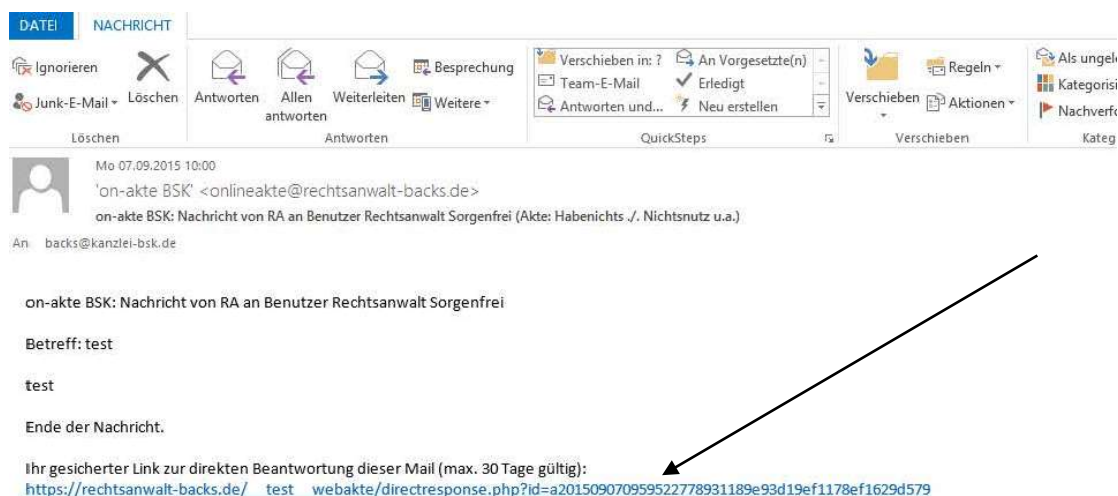 DATEI NACHRICHT
Ignorieren
Junk-E-Mail
Löschen
Antworten
Allen antworten
Weiterleiten
Besprechung
Weitere
Verschieben in: ?
Team-E-Mail
Antworten und...
An Vorgesetzte(n)
Erledigt
Neu erstellen
Verschieben
Regeln
Aktionen
Als ungele
Kategorisi
Nachverfo
Löschen Antworten QuickSteps Verschieben Kateg
Mo 07.09.2015 10:00
'on-akte BSK' <onlineakte@rechtsanwalt-backs.de>
on-akte BSK: Nachricht von RA an Benutzer Rechtsanwalt Sorgenfrei (Akte: Habenichts ./. Nichtsnutz u.a.)
An backs@kanzlei-bsk.de
on-akte BSK: Nachricht von RA an Benutzer Rechtsanwalt Sorgenfrei
Betreff: test
test
Ende der Nachricht.
Ihr gesicherter Link zur direkten Beantwortung dieser Mail (max. 30 Tage gültig):
https://rechtsanwalt-backs.de/__test__webakte/directresponse.php?id=a201509070959522778931189e93d19ef1178ef1629d579